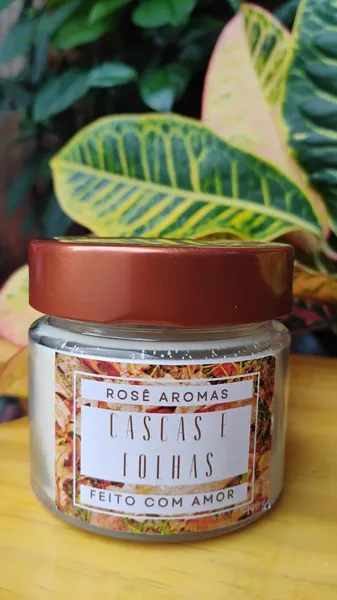 ROSÊ AROMAS
CASCAS E
FOLHAS
FEITO COM AMOR